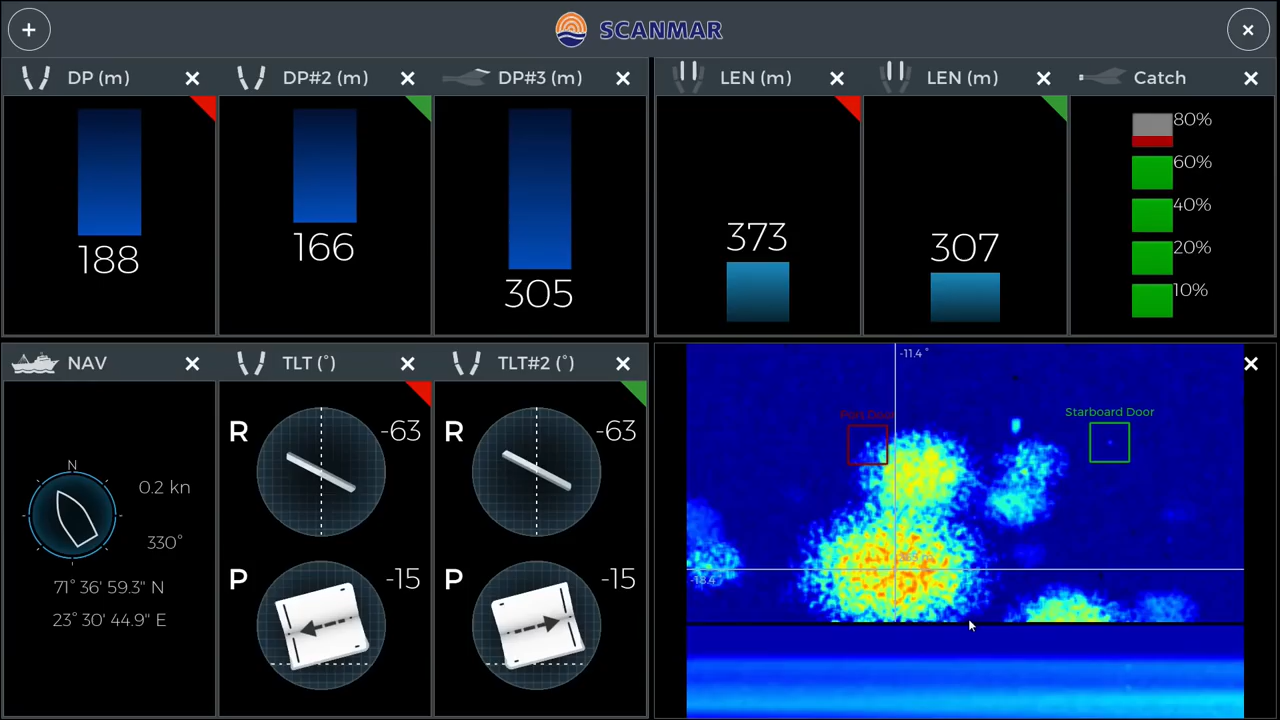 SCANMAR
DP (m)
DP#2 (m)
DP#3 (m)
LEN (m)
LEN (m)
Catch
188
166
305
373
307
80%
60%
40%
20%
10%
NAV
TLT (°)
TLT#2 (°)
N
0.2 kn
330°
71° 36' 59.3" N
23° 30' 44.9" E
R
-63
P
-15
R
-63
P
-15
-11.4 °
Port Door
Starboard Door
-18.4 °